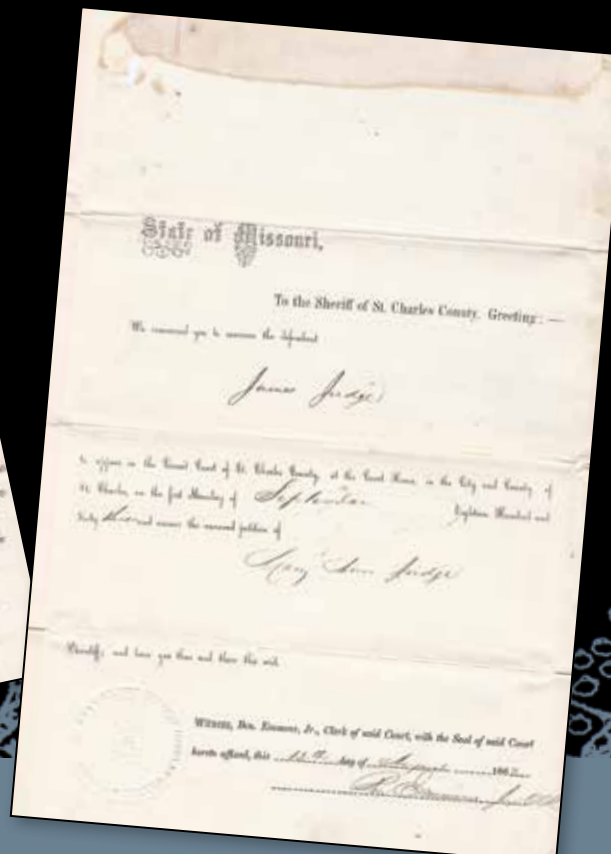 State of Missouri,
To the Sheriff of St. Charles County, Greeting: —
We command you to summon the defendant
James Judge
to appear in the Circuit Court of St. Charles County, at the Court House, in the City and County of
St. Charles, on the first Monday of September Eighteen Hundred and
Sixty three and answer the annexed petition of
Mary Ann Judge
and have you then and there this writ.
WITNESS, Ben. Emmons, Jr., Clerk of said Court, with the Seal of said Court
hereto affixed, this day of August 186